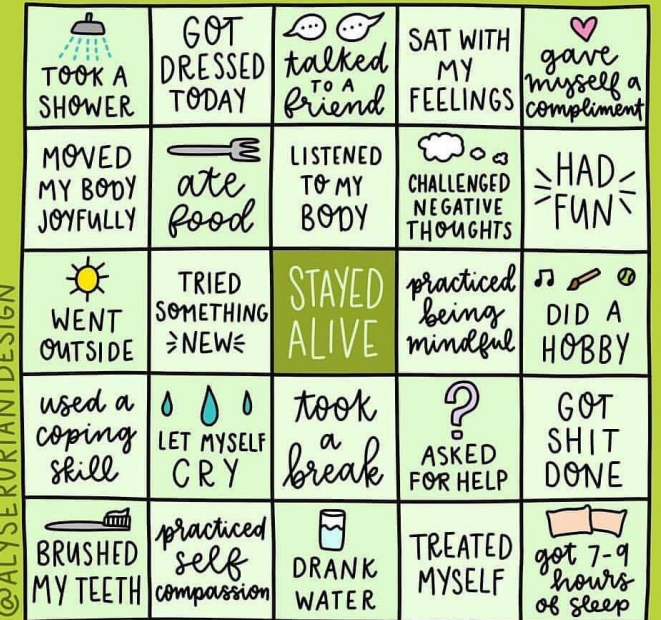 TOOK A
SHOWER
GOT
DRESSED
TODAY
talked
TO A
friend
SAT WITH
MY
FEELINGS
gave
myself a
compliment
MOVED
MY BODY
JOYFULLY
ate
food
LISTENED
TO MY
BODY
CHALLENGED
NEGATIVE
THOUGHTS
HAD
FUN
WENT
OUTSIDE
TRIED
SOMETHING
NEW
STAYED
ALIVE
practiced
being
mindful
DID A
HOBBY
used a
coping
skill
LET MYSELF
CRY
took
a
break
?
ASKED
FOR HELP
GOT
SHIT
DONE
BRUSHED
MY TEETH
practiced
self
compassion
DRANK
WATER
TREATED
MYSELF
got 7-9
hours
of sleep
@ALYSERURIANIDESIGN